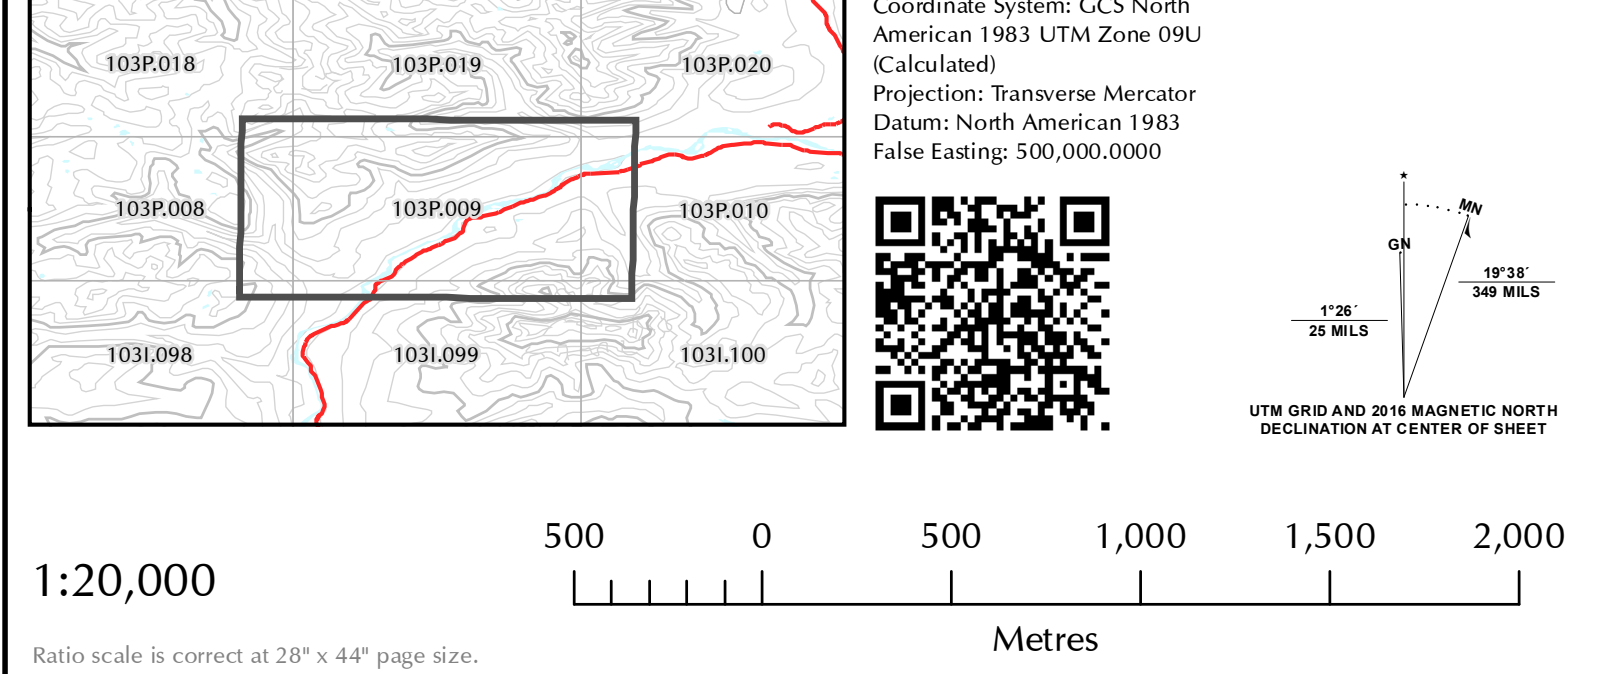 Coordinate System: GCS North
American 1983 UTM Zone 09U
(Calculated)
Projection: Transverse Mercator
Datum: North American 1983
False Easting: 500,000.0000
103P.018
103P.019
103P.020
103P.008
103P.009
103P.010
103I.098
103I.099
103I.100
MN
GN
19°38´
349 MILS
1°26´
25 MILS
UTM GRID AND 2016 MAGNETIC NORTH
DECLINATION AT CENTER OF SHEET
500 0 500 1,000 1,500 2,000
1:20,000
Metres
Ratio scale is correct at 28" x 44" page size.